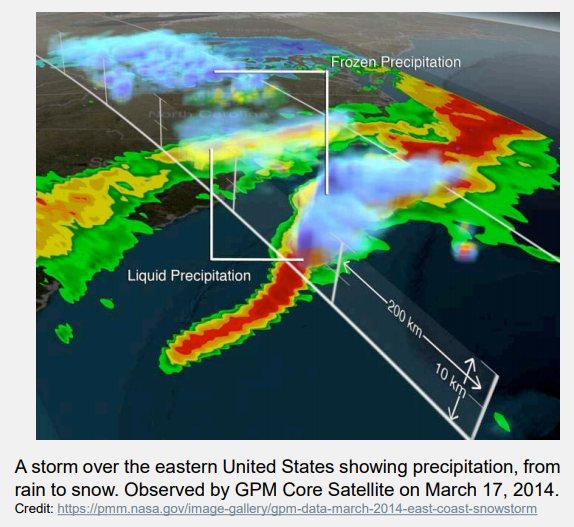 Frozen Precipitation
North Carolina
Liquid Precipitation
200 km
10 km
A storm over the eastern United States showing precipitation, from
rain to snow. Observed by GPM Core Satellite on March 17, 2014.
Credit: https://pmm.nasa.gov/image-gallery/gpm-data-march-2014-east-coast-snowstorm